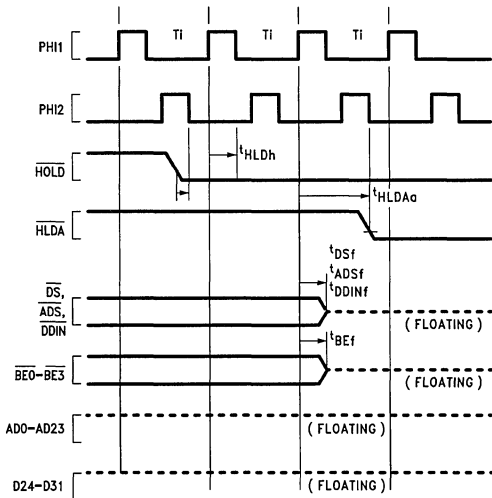 Ti Ti Ti
PHI1
PHI2
HOLD
tHLDh
tHLDAa
HLDA
tDSf
tADSf
tDDINf
DS,
ADS,
DDIN
(FLOATING)
tBEf
BE0-BE3
(FLOATING)
AD0-AD23
(FLOATING)
D24-D31
(FLOATING)